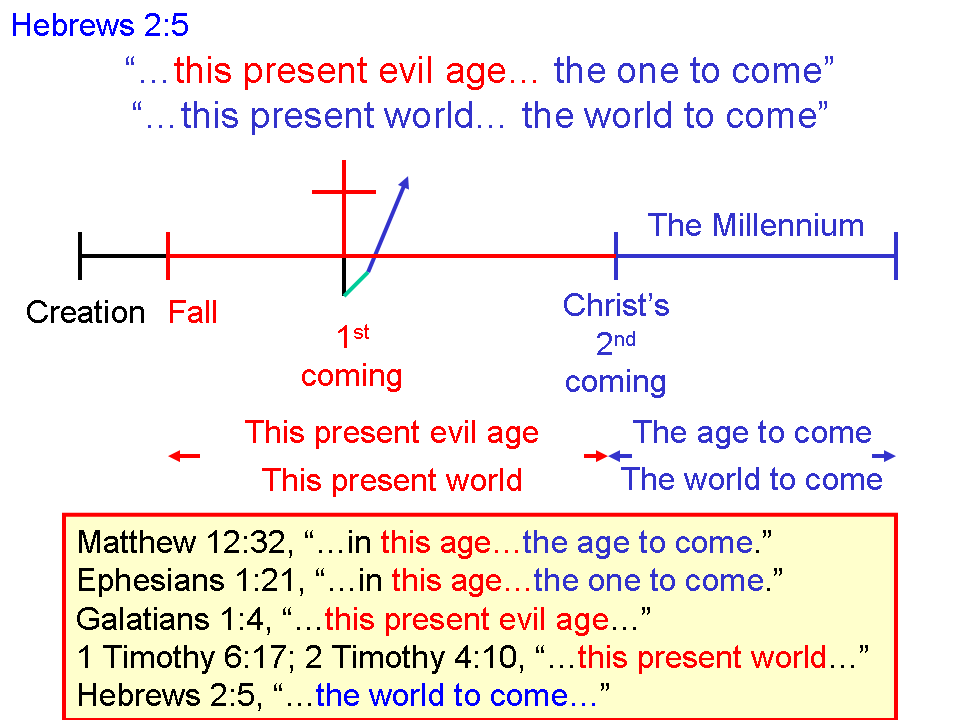 Hebrews 2:5
“…this present evil age… the one to come”
“…this present world… the world to come”
The Millennium
Creation
Fall
1st
coming
Christ’s
2nd
coming
This present evil age
The age to come
This present world
The world to come
Matthew 12:32, “…in this age…the age to come.”
Ephesians 1:21, “…in this age…the one to come.”
Galatians 1:4, “…this present evil age…”
1 Timothy 6:17; 2 Timothy 4:10, “…this present world…”
Hebrews 2:5, “…the world to come…”